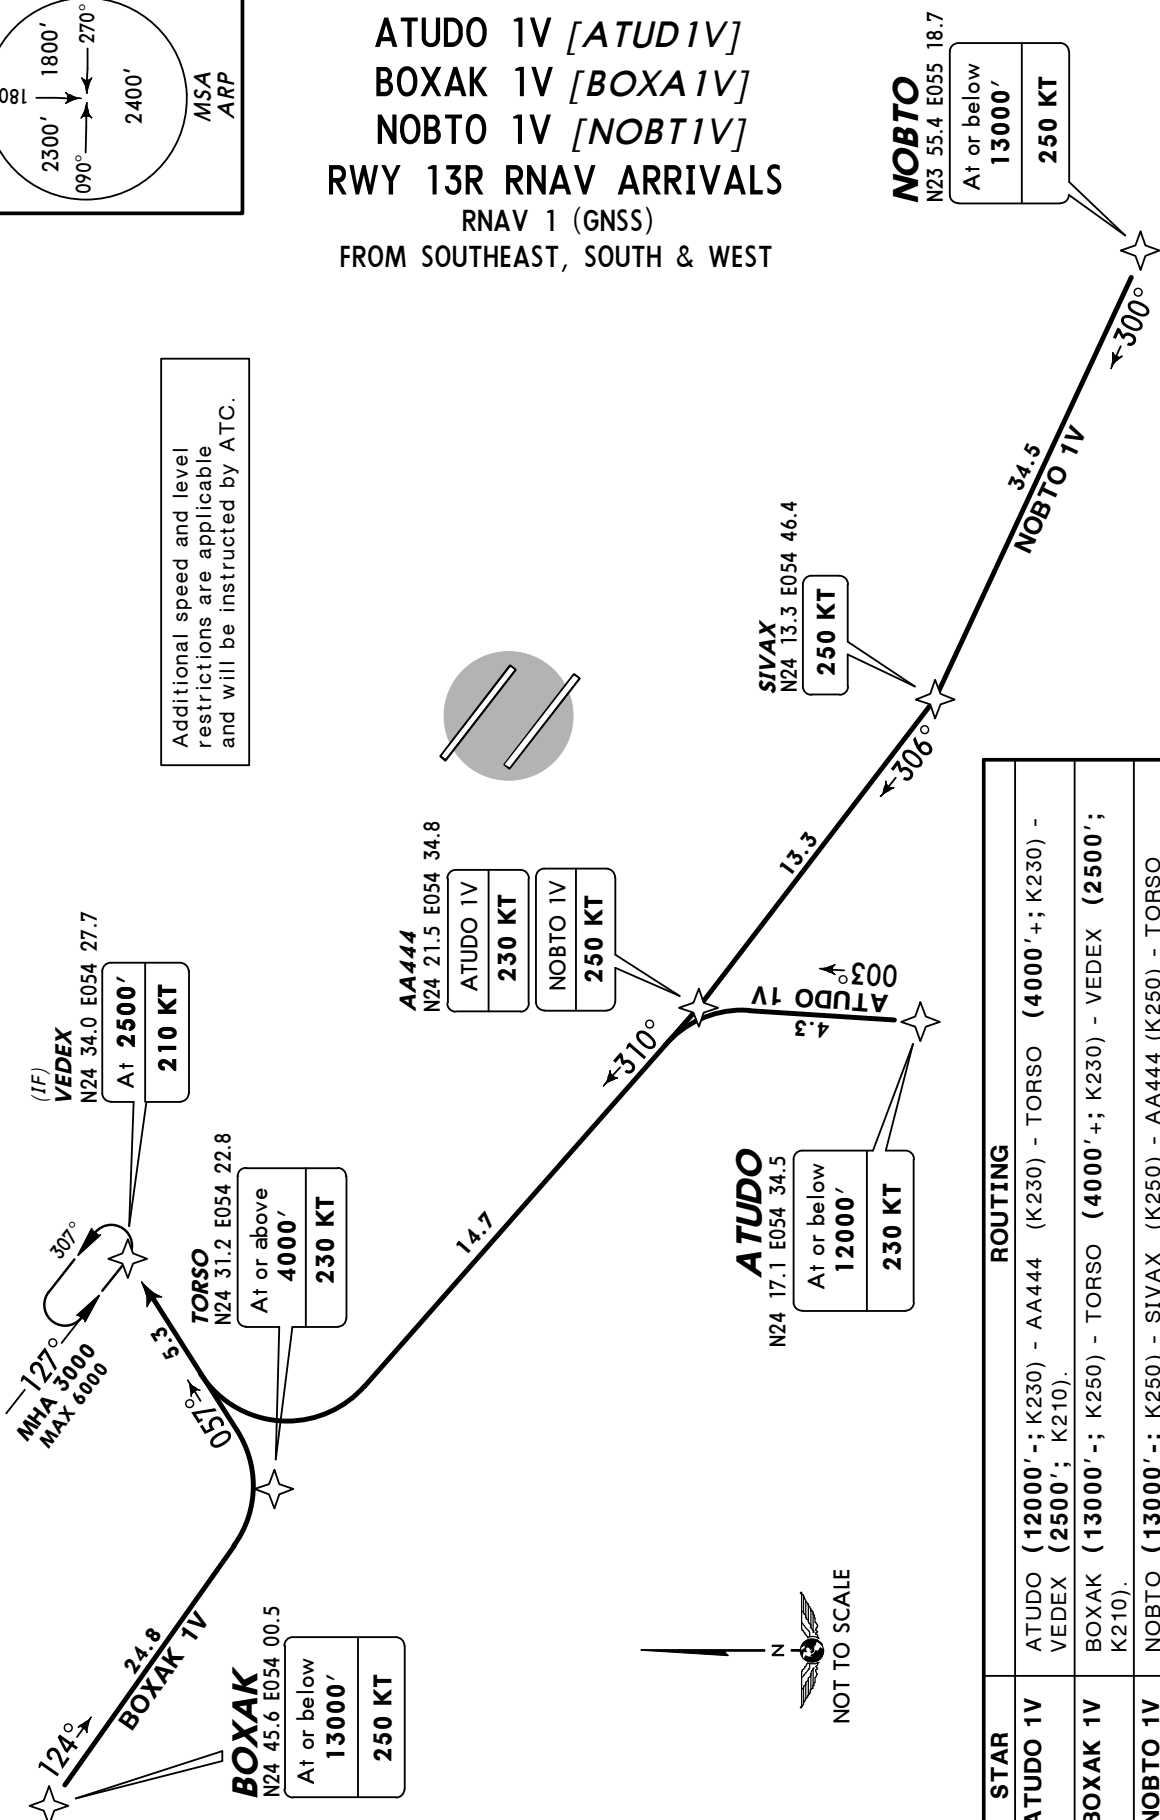 ATUDO 1V [ATUD1V]
BOXAK 1V [BOXA1V]
NOBTO 1V [NOBT1V]
RWY 13R RNAV ARRIVALS
RNAV 1 (GNSS)
FROM SOUTHEAST, SOUTH & WEST
180
2300'
1800'
090°
270°
2400'
MSA
ARP
Additional speed and level
restrictions are applicable
and will be instructed by ATC.
NOBTO
N23 55.4 E055 18.7
At or below
13000'
250 KT
300°
34.5
NOBTO 1V
SIVAX
N24 13.3 E054 46.4
250 KT
306°
13.3
AA444
N24 21.5 E054 34.8
ATUDO 1V
230 KT
NOBTO 1V
250 KT
003°
ATUDO 1V
4.3
310°
14.7
ATUDO
N24 17.1 E054 34.5
At or below
12000'
230 KT
(IF)
VEDEX
N24 34.0 E054 27.7
At 2500'
210 KT
307°
127°
MHA 3000
MAX 6000
5.3
057°
TORSO
N24 31.2 E054 22.8
At or above
4000'
230 KT
124°
24.8
BOXAK 1V
BOXAK
N24 45.6 E054 00.5
At or below
13000'
250 KT
N
NOT TO SCALE
STAR
ROUTING
ATUDO 1V
ATUDO (12000'-; K230) - AA444 (K230) - TORSO (4000'+; K230) -
VEDEX (2500'; K210).
BOXAK 1V
BOXAK (13000'-; K250) - TORSO (4000'+; K230) - VEDEX (2500';
K210).
NOBTO 1V
NOBTO (13000'-; K250) - SIVAX (K250) - AA444 (K250) - TORSO